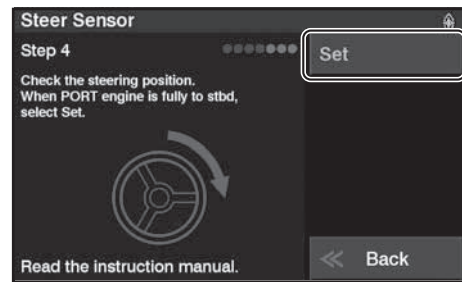 Steer Sensor
Step 4
Set
Check the steering position.
When PORT engine is fully to stbd,
select Set.
Read the instruction manual.
Back